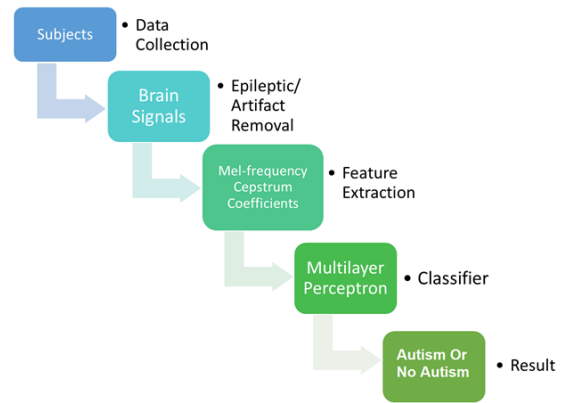 Subjects
• Data
Collection
Brain
Signals
• Epileptic/
Artifact
Removal
Mel-frequency
Cepstrum
Coefficients
• Feature
Extraction
Multilayer
Perceptron
• Classifier
Autism Or
No Autism
• Result